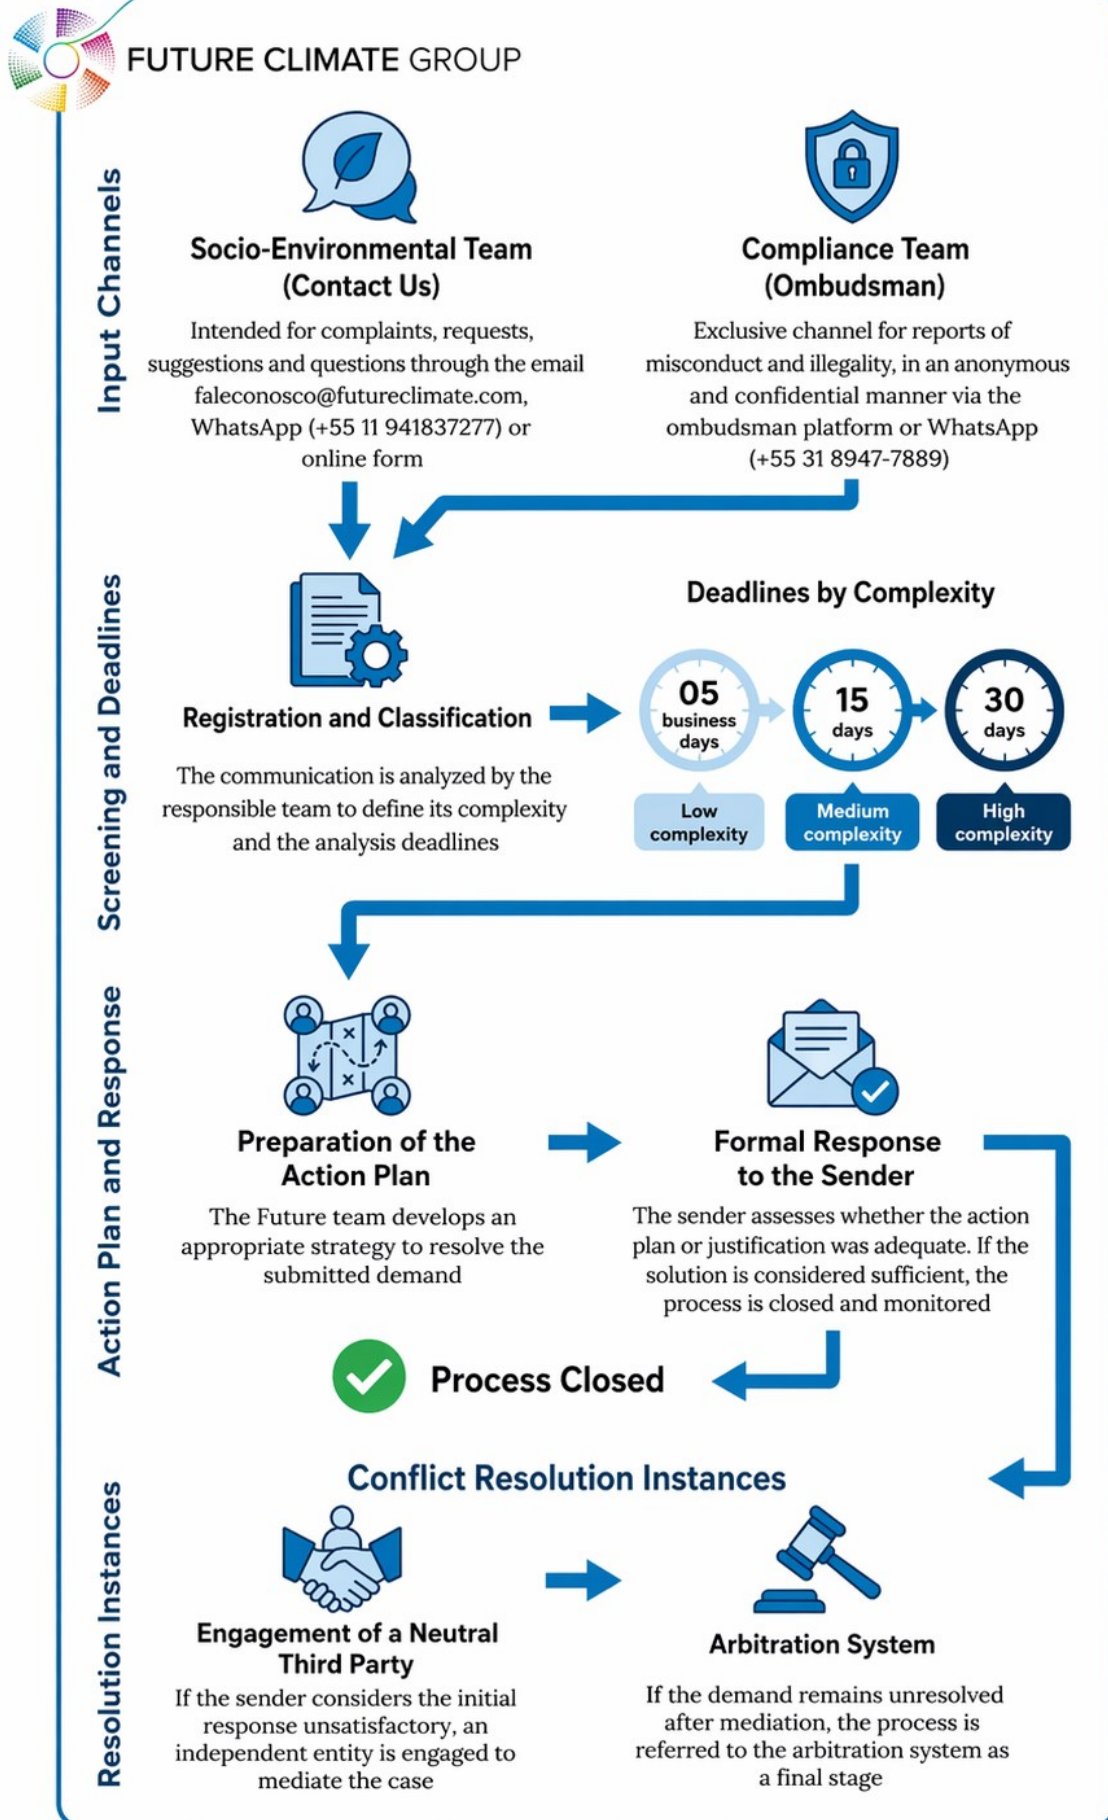 FUTURE CLIMATE GROUP
Input Channels
Socio-Environmental Team
(Contact Us)
Intended for complaints, requests,
suggestions and questions through the email
faleconosco@futureclimate.com,
WhatsApp (+55 11 941837277) or
online form
Compliance Team
(Ombudsman)
Exclusive channel for reports of
misconduct and illegality, in an anonymous
and confidential manner via the
ombudsman platform or WhatsApp
(+55 31 8947-7889)
Screening and Deadlines
Registration and Classification
The communication is analyzed by the
responsible team to define its complexity
and the analysis deadlines
Deadlines by Complexity
05
business
days
Low
complexity
15
days
Medium
complexity
30
days
High
complexity
Action Plan and Response
Preparation of the
Action Plan
The Future team develops an
appropriate strategy to resolve the
submitted demand
Formal Response
to the Sender
The sender assesses whether the action
plan or justification was adequate. If the
solution is considered sufficient, the
process is closed and monitored
Process Closed
Resolution Instances
Conflict Resolution Instances
Engagement of a Neutral
Third Party
If the sender considers the initial
response unsatisfactory, an
independent entity is engaged to
mediate the case
Arbitration System
If the demand remains unresolved
after mediation, the process is
referred to the arbitration system as
a final stage